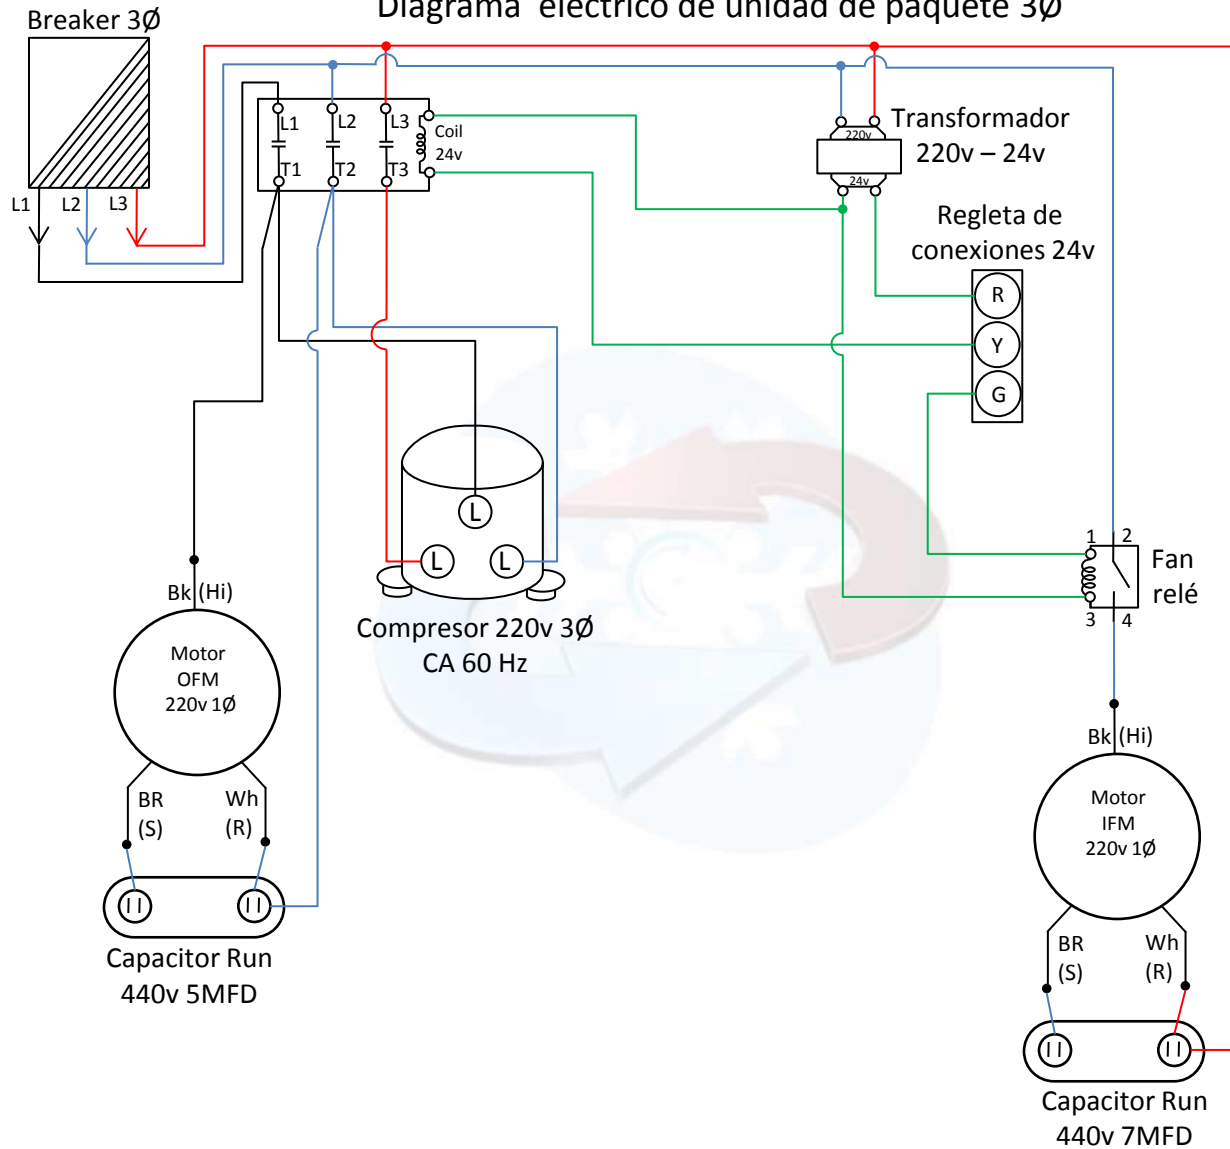 Diagrama eléctrico de unidad de paquete 3Ø
Breaker 3Ø
L1
L2
L3
L1
L2
L3
T1
T2
T3
Coil
24v
220v
24v
Transformador
220v – 24v
Regleta de
conexiones 24v
R
Y
G
L
L
L
Compresor 220v 3Ø
CA 60 Hz
1
2
3
4
Fan
relé
Bk (Hi)
Motor
OFM
220v 1Ø
BR
(S)
Wh
(R)
Capacitor Run
440v 5MFD
Bk (Hi)
Motor
IFM
220v 1Ø
BR
(S)
Wh
(R)
Capacitor Run
440v 7MFD